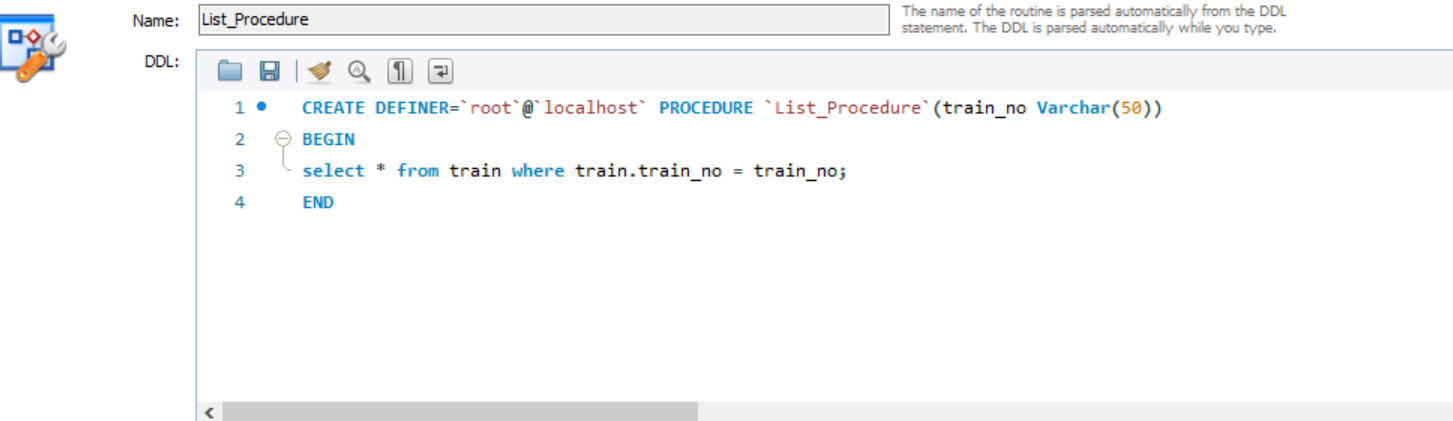 Name: List_Procedure
The name of the routine is parsed automatically from the DDL
statement. The DDL is parsed automatically while you type.
DDL:
1 CREATE DEFINER=`root`@`localhost` PROCEDURE `List_Procedure`(train_no Varchar(50))
2 BEGIN
3 select * from train where train.train_no = train_no;
4 END